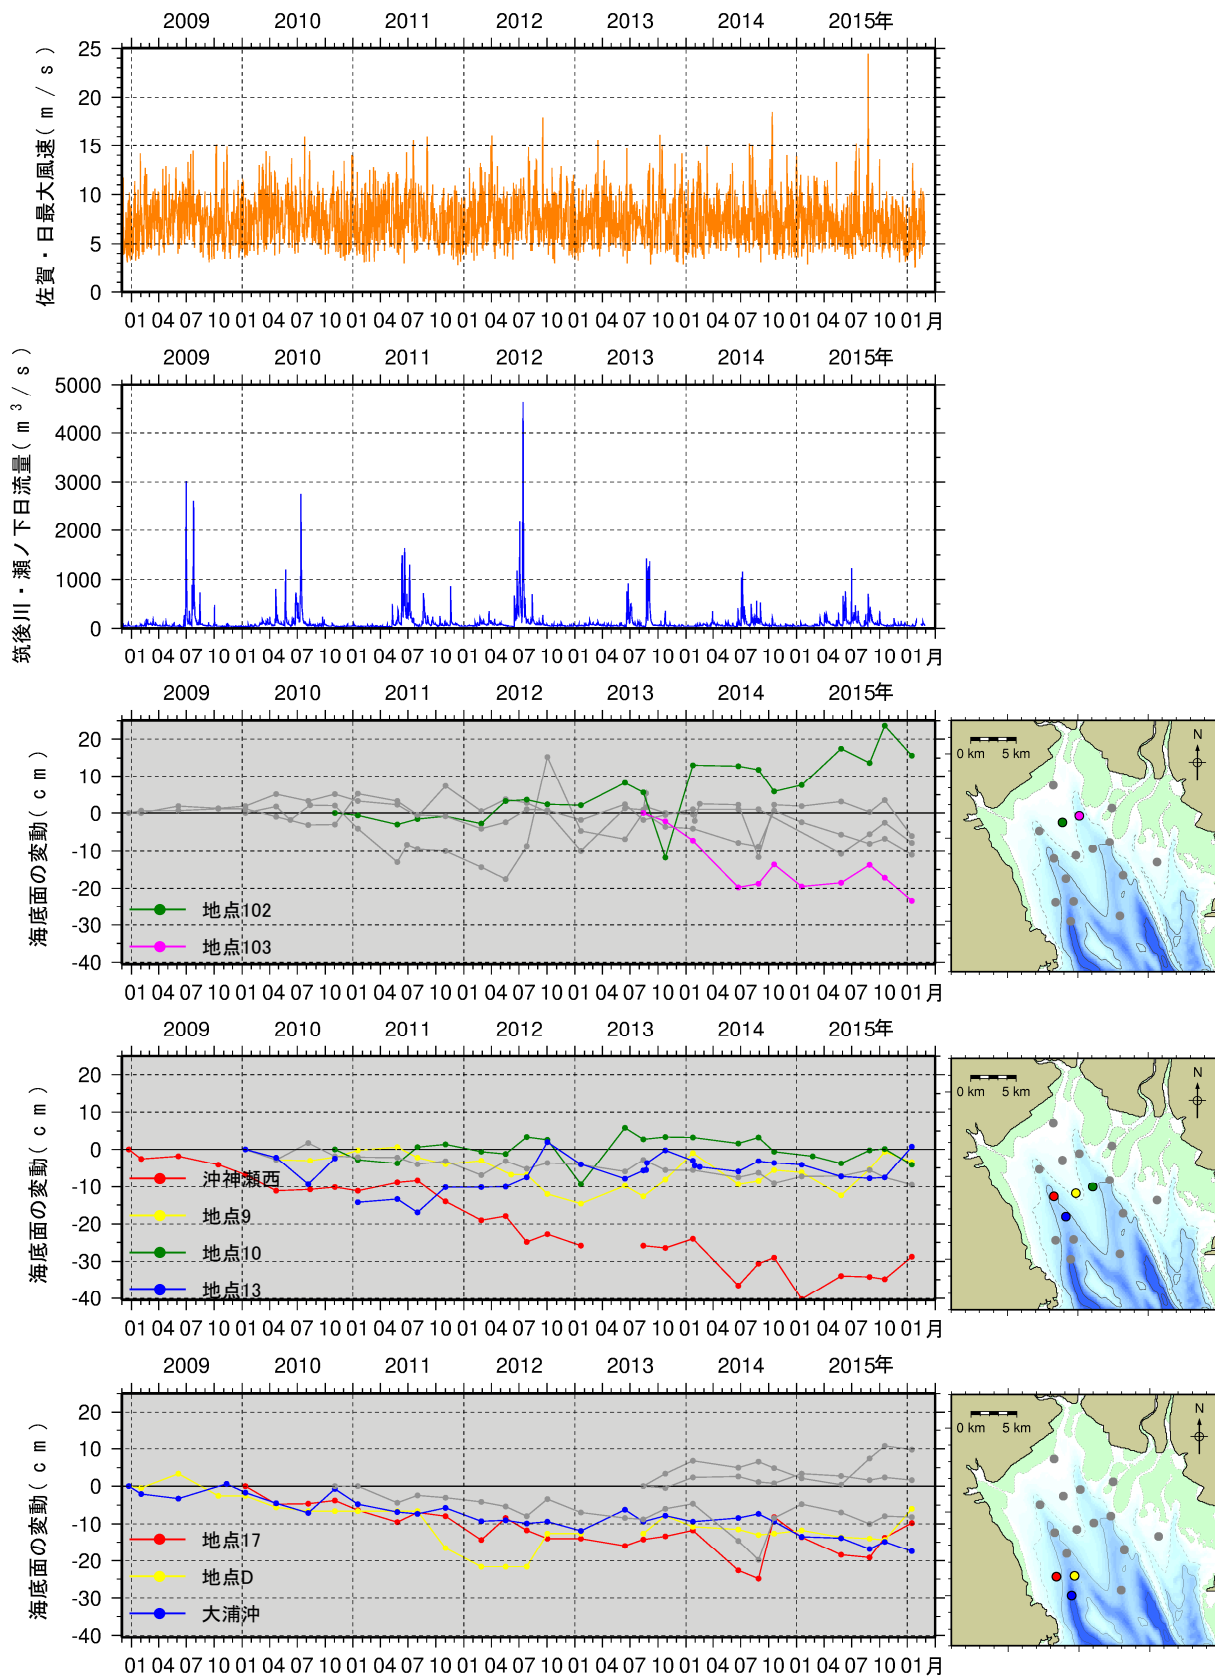 2009 2010 2011 2012 2013 2014 2015年
佐賀・日最大風速(m/s)
25
20
15
10
5
0
01 04 07 10 01 04 07 10 01 04 07 10 01 04 07 10 01 04 07 10 01 04 07 10 01 04 07 10 01 月
2009 2010 2011 2012 2013 2014 2015年
筑後川・瀬ノ下日流量(m³/s)
5000
4000
3000
2000
1000
0
01 04 07 10 01 04 07 10 01 04 07 10 01 04 07 10 01 04 07 10 01 04 07 10 01 04 07 10 01 月
2009 2010 2011 2012 2013 2014 2015年
海底面の変動(cm)
20
10
0
-10
-20
-30
-40
地点102
地点103
01 04 07 10 01 04 07 10 01 04 07 10 01 04 07 10 01 04 07 10 01 04 07 10 01 04 07 10 01 月
0 km 5 km
N
2009 2010 2011 2012 2013 2014 2015年
海底面の変動(cm)
20
10
0
-10
-20
-30
-40
沖神瀬西
地点9
地点10
地点13
01 04 07 10 01 04 07 10 01 04 07 10 01 04 07 10 01 04 07 10 01 04 07 10 01 04 07 10 01 月
0 km 5 km
N
2009 2010 2011 2012 2013 2014 2015年
海底面の変動(cm)
20
10
0
-10
-20
-30
-40
地点17
地点D
大浦沖
01 04 07 10 01 04 07 10 01 04 07 10 01 04 07 10 01 04 07 10 01 04 07 10 01 04 07 10 01 月
0 km 5 km
N